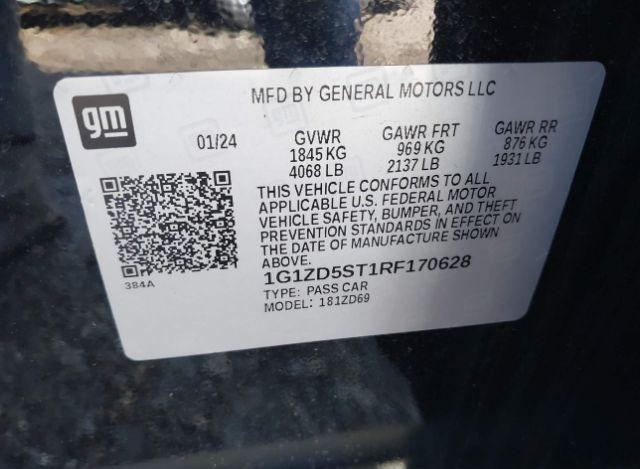 MFD BY GENERAL MOTORS LLC
gm
01/24
GVWR GAWR FRT GAWR RR
1845 KG 969 KG 876 KG
4068 LB 2137 LB 1931 LB
THIS VEHICLE CONFORMS TO ALL
APPLICABLE U.S. FEDERAL MOTOR
VEHICLE SAFETY, BUMPER, AND THEFT
PREVENTION STANDARDS IN EFFECT ON
THE DATE OF MANUFACTURE SHOWN
ABOVE.
384A
1G1ZD5ST1RF170628
TYPE: PASS CAR
MODEL: 181ZD69